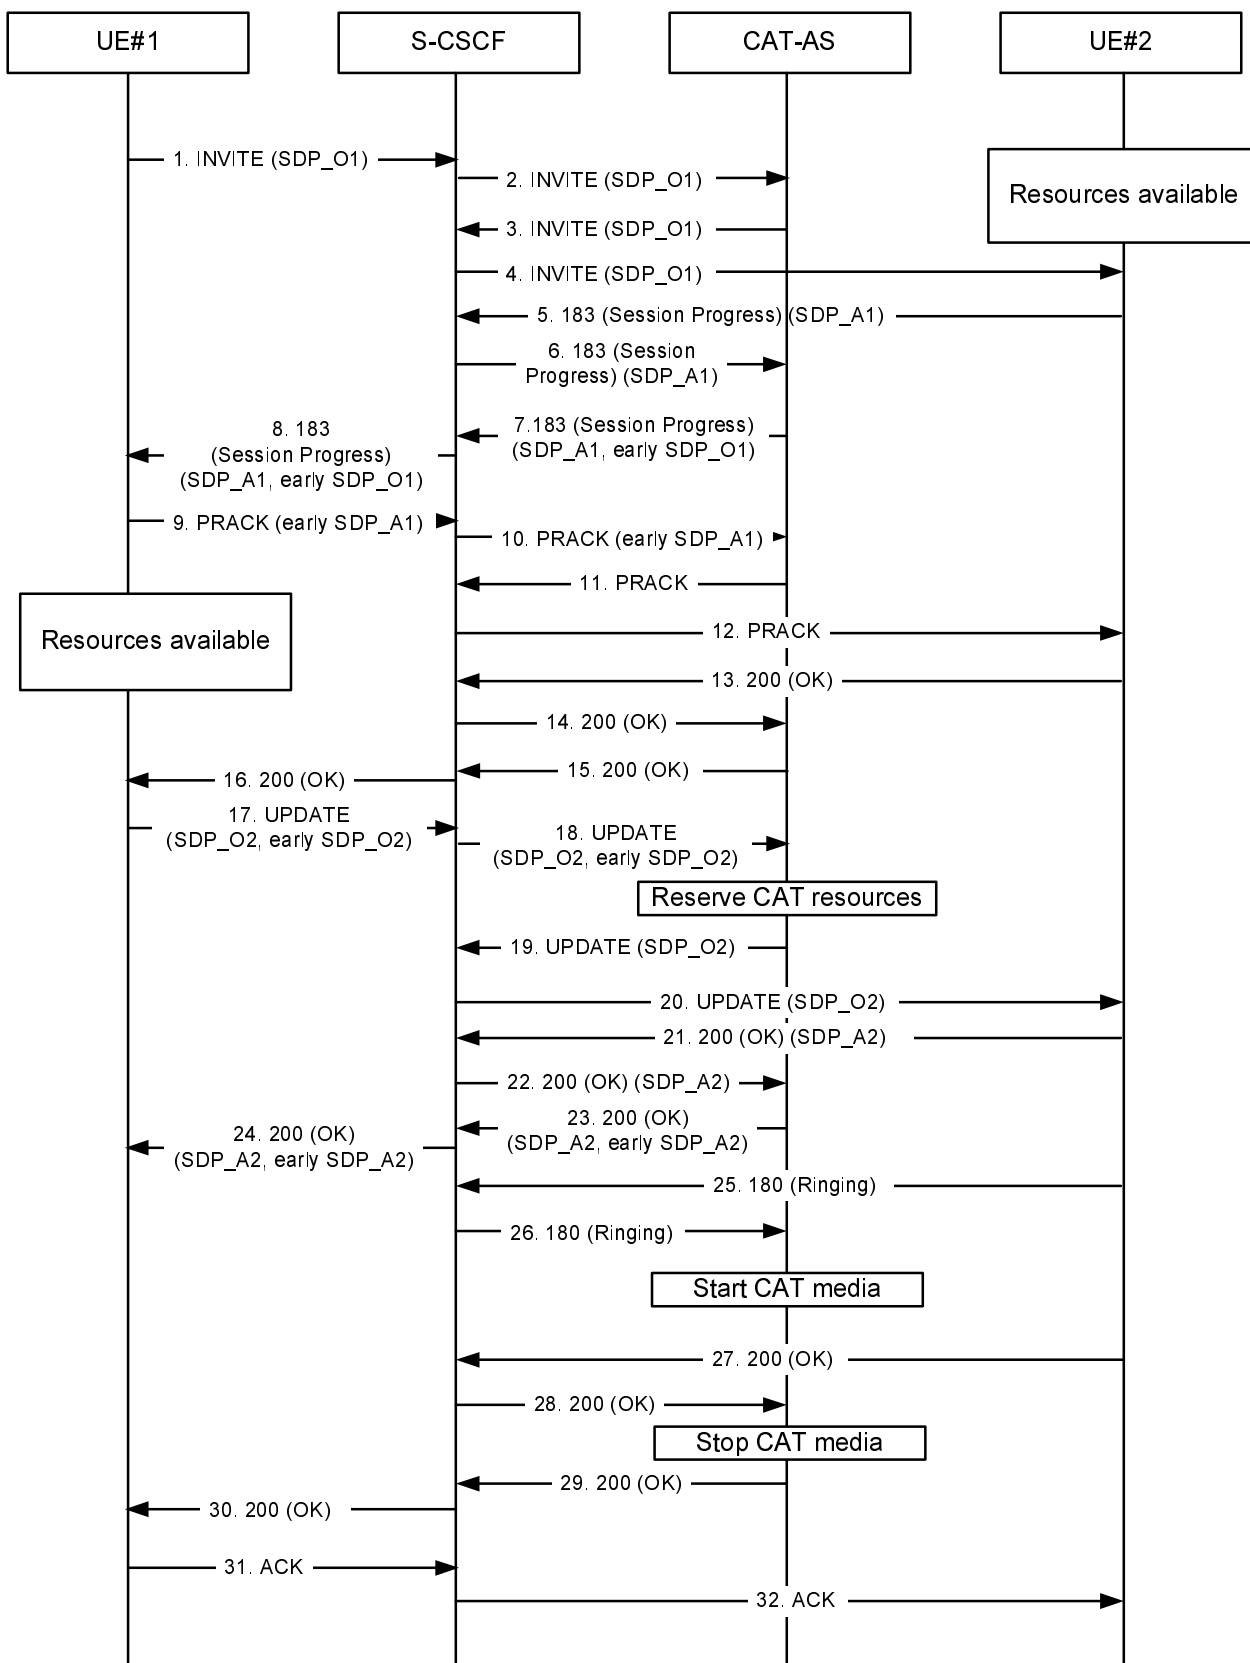 UE#1
S-CSCF
CAT-AS
UE#2
1. INVITE (SDP_O1)
2. INVITE (SDP_O1)
Resources available
3. INVITE (SDP_O1)
4. INVITE (SDP_O1)
5. 183 (Session Progress) (SDP_A1)
6. 183 (Session
Progress) (SDP_A1)
7.183 (Session Progress)
(SDP_A1, early SDP_O1)
8. 183
(Session Progress)
(SDP_A1, early SDP_O1)
9. PRACK (early SDP_A1)
10. PRACK (early SDP_A1)
11. PRACK
Resources available
12. PRACK
13. 200 (OK)
14. 200 (OK)
15. 200 (OK)
16. 200 (OK)
17. UPDATE
(SDP_O2, early SDP_O2)
18. UPDATE
(SDP_O2, early SDP_O2)
Reserve CAT resources
19. UPDATE (SDP_O2)
20. UPDATE (SDP_O2)
21. 200 (OK) (SDP_A2)
22. 200 (OK) (SDP_A2)
23. 200 (OK)
(SDP_A2, early SDP_A2)
24. 200 (OK)
(SDP_A2, early SDP_A2)
25. 180 (Ringing)
26. 180 (Ringing)
Start CAT media
27. 200 (OK)
28. 200 (OK)
Stop CAT media
29. 200 (OK)
30. 200 (OK)
31. ACK
32. ACK